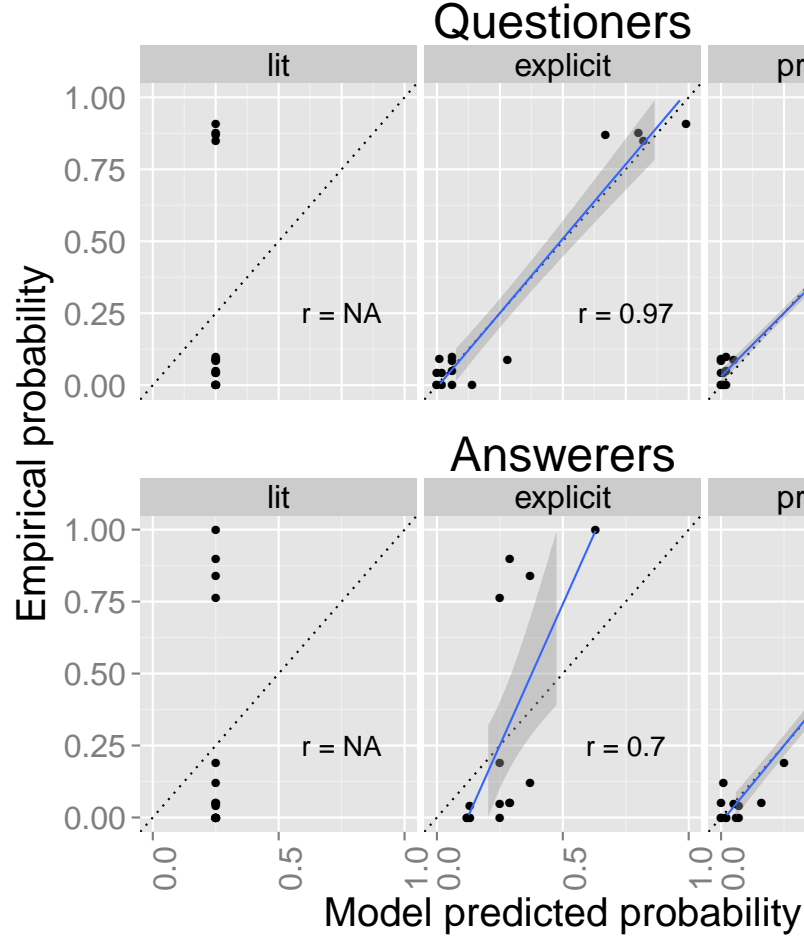 Questioners
lit
explicit
pr
1.00
0.75
0.50
0.25
0.00
r = NA
r = 0.97
Empirical probability
Answerers
lit
explicit
pr
1.00
0.75
0.50
0.25
0.00
r = NA
r = 0.7
0.0
0.5
1.0
0.0
0.5
1.0
0.0
Model predicted probability